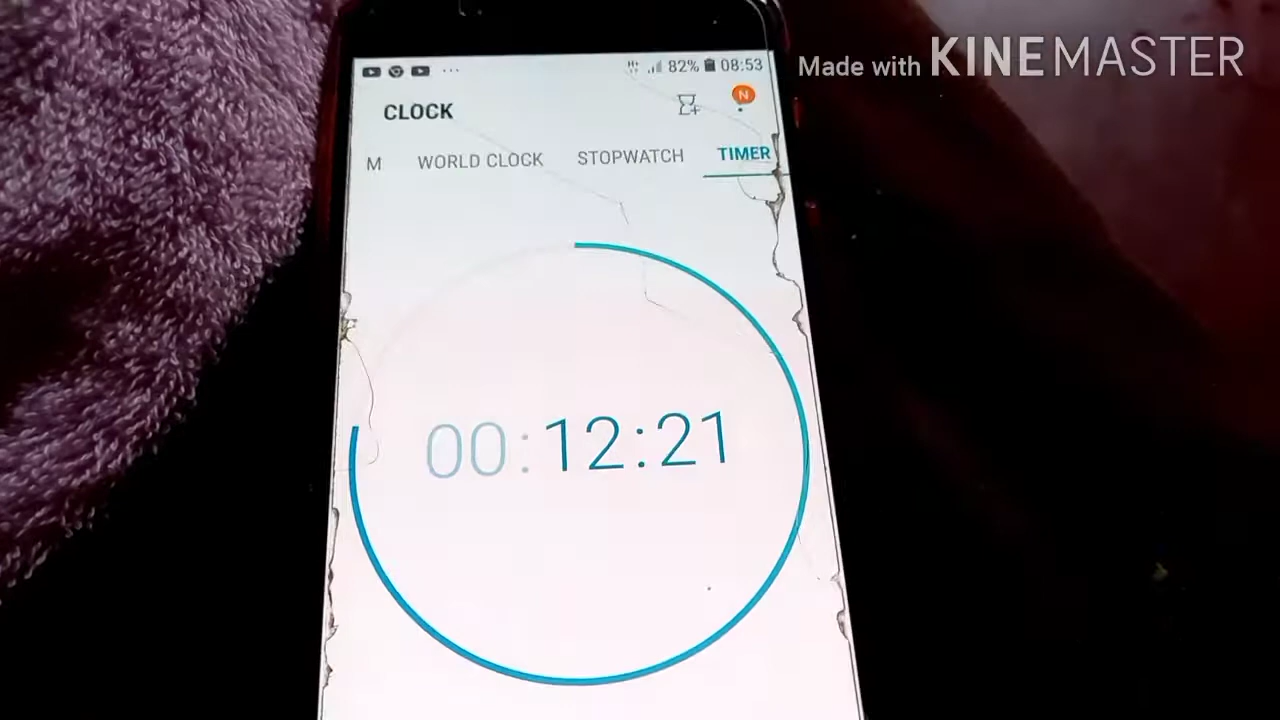 82% 08:53
Made with KINEMASTER
CLOCK
N
M WORLD CLOCK STOPWATCH TIMER
00:12:21